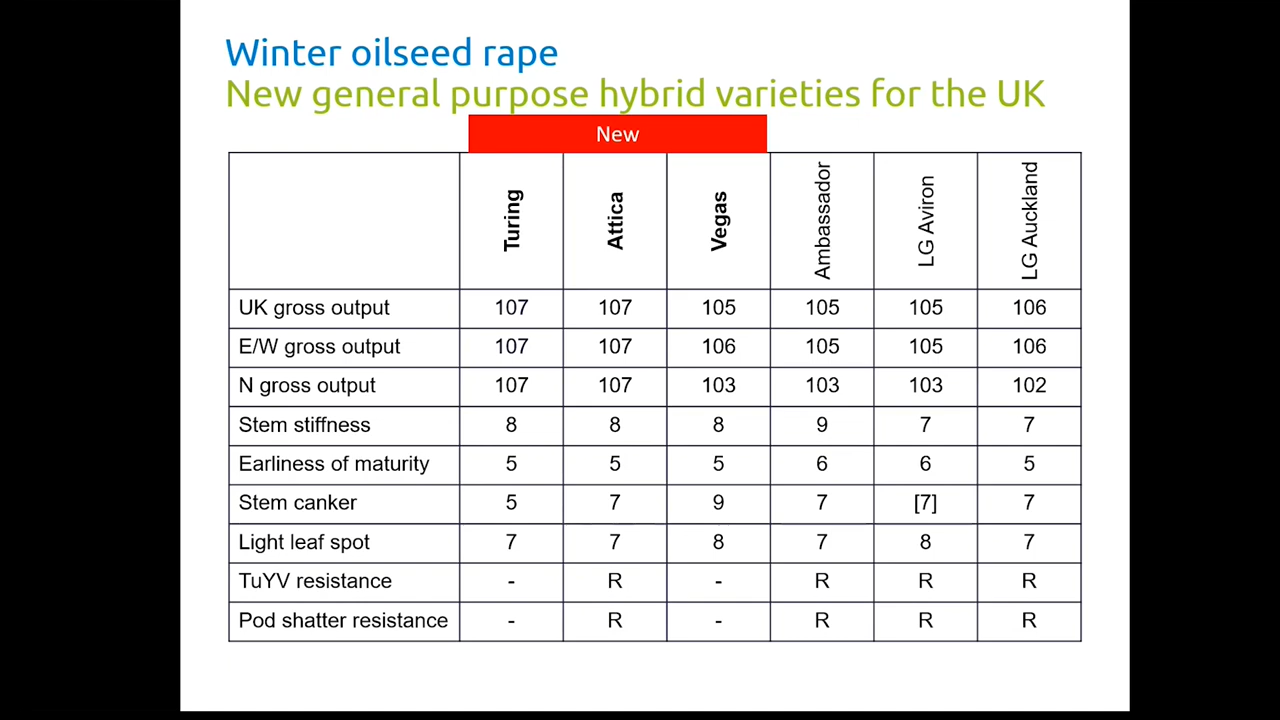 Winter oilseed rape
New general purpose hybrid varieties for the UK
New
Turing Attica Vegas Ambassador LG Aviron LG Auckland
UK gross output 107 107 105 105 105 106
E/W gross output 107 107 106 105 105 106
N gross output 107 107 103 103 103 102
Stem stiffness 8 8 8 9 7 7
Earliness of maturity 5 5 5 6 6 5
Stem canker 5 7 9 7 [7] 7
Light leaf spot 7 7 8 7 8 7
TuYV resistance - R - R R R
Pod shatter resistance - R - R R R